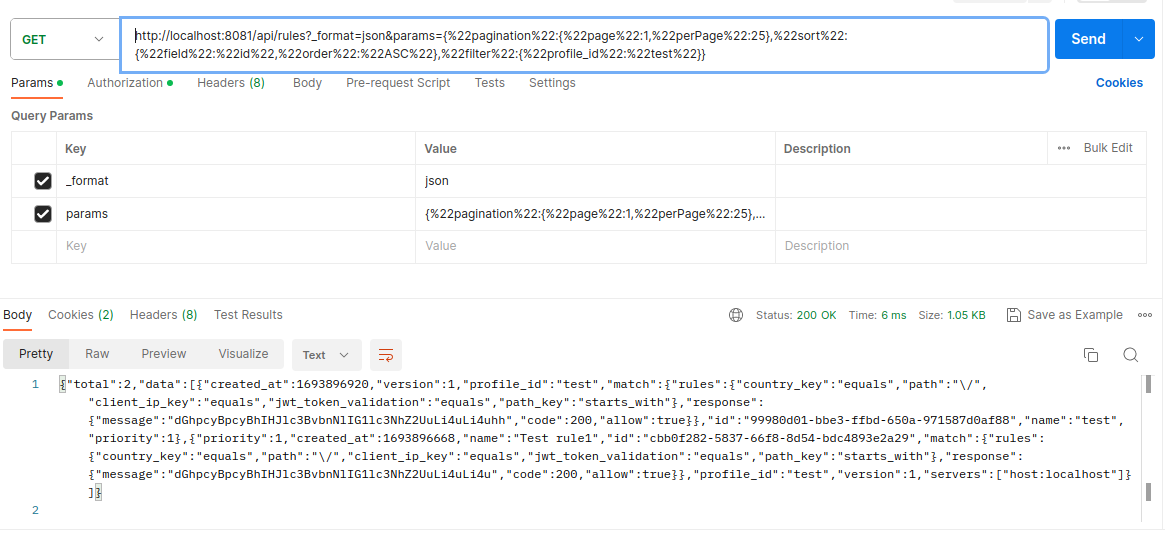 GET
http://localhost:8081/api/rules?_format=json&params={%22pagination%22:{%22page%22:1,%22perPage%22:25},%22sort%22:
{%22field%22:%22id%22,%22order%22:%22ASC%22},%22filter%22:{%22profile_id%22:%22test%22}}
Send
Params Authorization Headers (8) Body Pre-request Script Tests Settings Cookies
Query Params
Key Value Description ••• Bulk Edit
_format json
params {%22pagination%22:{%22page%22:1,%22perPage%22:25},...
Key Value Description
Body Cookies (2) Headers (8) Test Results Status: 200 OK Time: 6 ms Size: 1.05 KB Save as Example
Pretty Raw Preview Visualize Text
1 {"total":2,"data":[{"created_at":1693896920,"version":1,"profile_id":"test","match":{"rules":{"country_key":"equals","path":"\/",
"client_ip_key":"equals","jwt_token_validation":"equals","path_key":"starts_with"},"response":
{"message":"dGhpcyBpcyBhIHJlc3BvbnNlIG1lc3NhZ2UuLi4uLi4uhh","code":200,"allow":true}},"id":"99980d01-bbe3-ffbd-650a-971587d0af88","name":"test",
"priority":1},{"priority":1,"created_at":1693896668,"name":"Test rule1","id":"cbb0f282-5837-66f8-8d54-bdc4893e2a29","match":{"rules":
{"country_key":"equals","path":"\/","client_ip_key":"equals","jwt_token_validation":"equals","path_key":"starts_with"},"response":
{"message":"dGhpcyBpcyBhIHJlc3BvbnNlIG1lc3NhZ2UuLi4uLi4u","code":200,"allow":true}},"profile_id":"test","version":1,"servers":["host:localhost"]}
]}
2